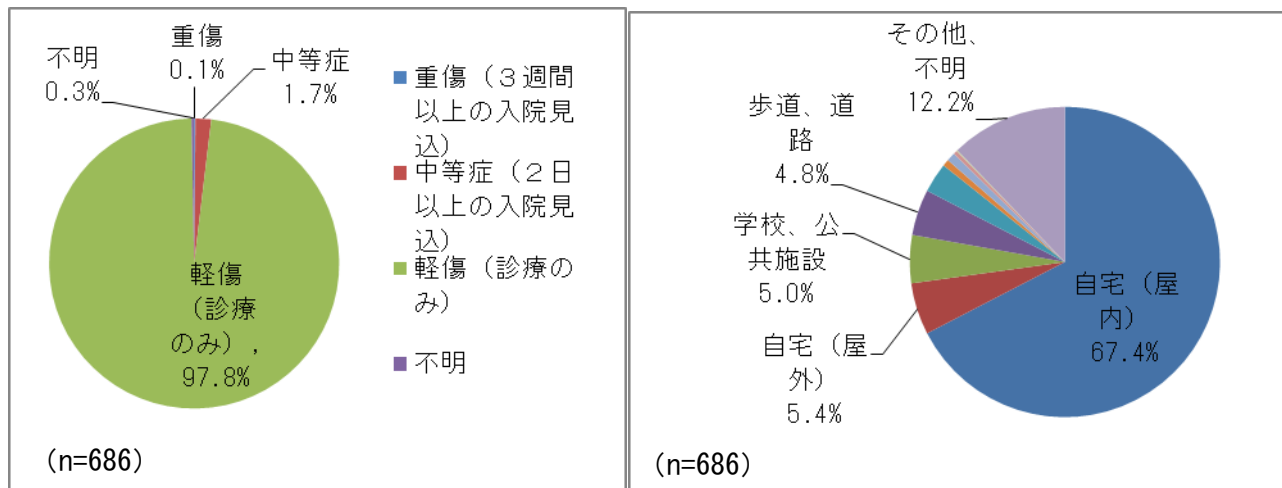 重傷
0.1%
不明
0.3%
中等症
1.7%
軽傷
（診療
のみ）,
97.8%
重傷（３週間
以上の入院見
込）
中等症（２日
以上の入院見
込）
軽傷（診療の
み）
不明
（n=686）
その他、
不明
12.2%
歩道、道
路
4.8%
学校、公
共施設
5.0%
自宅（屋
外）
5.4%
自宅（屋
内）
67.4%
（n=686）